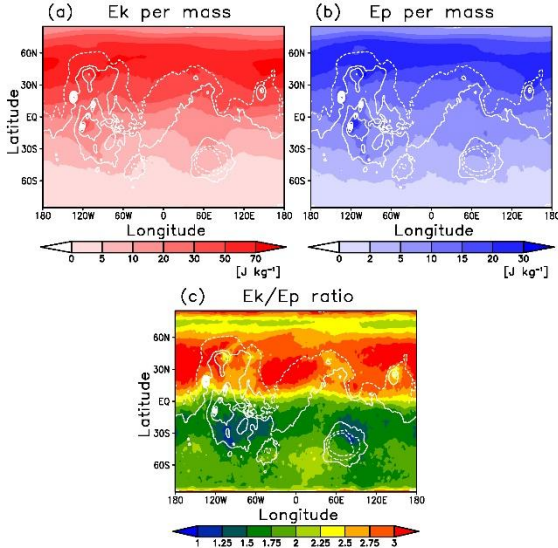 (a) Ek per mass
60N
30N
EQ
30S
60S
Latitude
180 120W 60W 0 60E 120E 180
Longitude
0 5 10 15 30 50 70
[J kg⁻¹]
(b) Ep per mass
60N
30N
EQ
30S
60S
Latitude
180 120W 60W 0 60E 120E 180
Longitude
0 2 5 10 15 20 30
[J kg⁻¹]
(c) Ek/Ep ratio
60N
30N
EQ
30S
60S
Latitude
180 120W 60W 0 60E 120E 180
Longitude
1 1.25 1.5 1.75 2 2.25 2.5 2.75 3